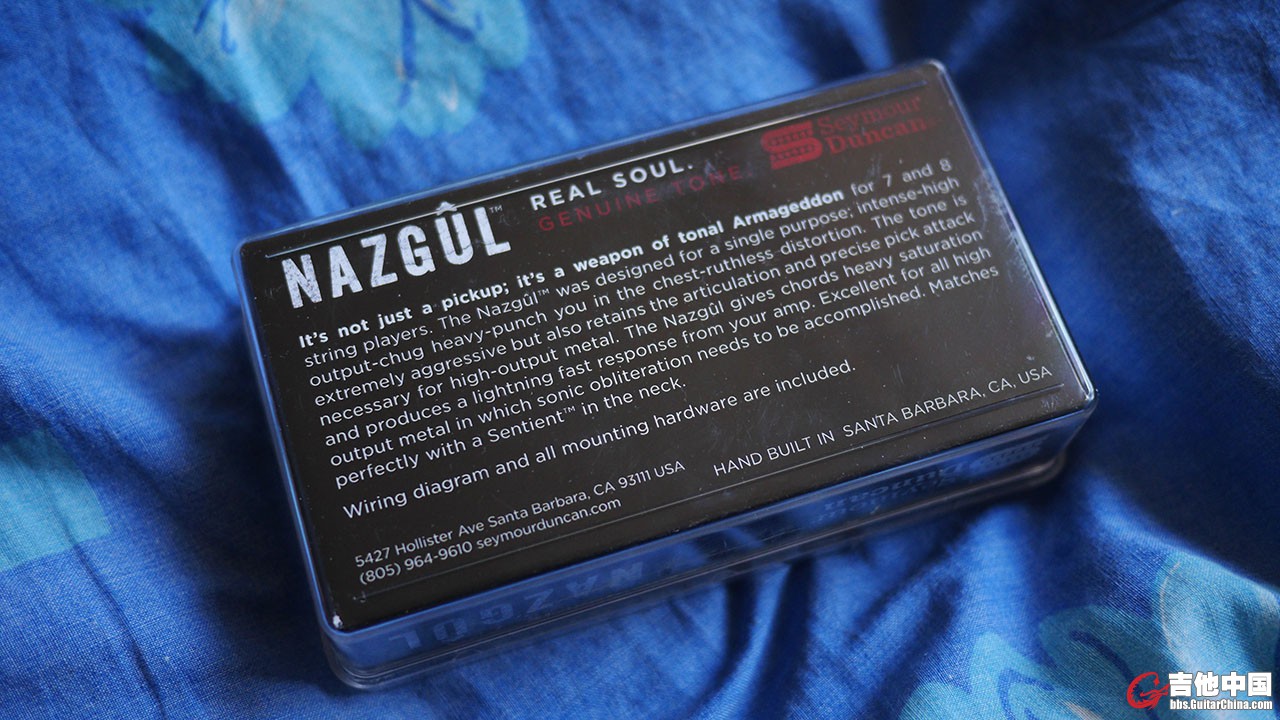 Seymour
Duncan
REAL SOUL.
GENUINE TONE.
NAZGÛL™
It's not just a pickup; it's a weapon of tonal Armageddon for 7 and 8
string players. The Nazgûl™ was designed for a single purpose; intense-high
output-chug heavy-punch you in the chest-ruthless distortion. The tone is
extremely aggressive but also retains the articulation and precise pick attack
necessary for high-output metal. The Nazgûl gives chords heavy saturation
and produces a lightning fast response from your amp. Excellent for all high
output metal in which sonic obliteration needs to be accomplished. Matches
perfectly with a Sentient™ in the neck.
Wiring diagram and all mounting hardware are included.
5427 Hollister Ave Santa Barbara, CA 93111 USA
(805) 964-9610 seymourduncan.com
HAND BUILT IN SANTA BARBARA, CA, USA
NAZGÛL
吉他中国
bbs.GuitarChina.com